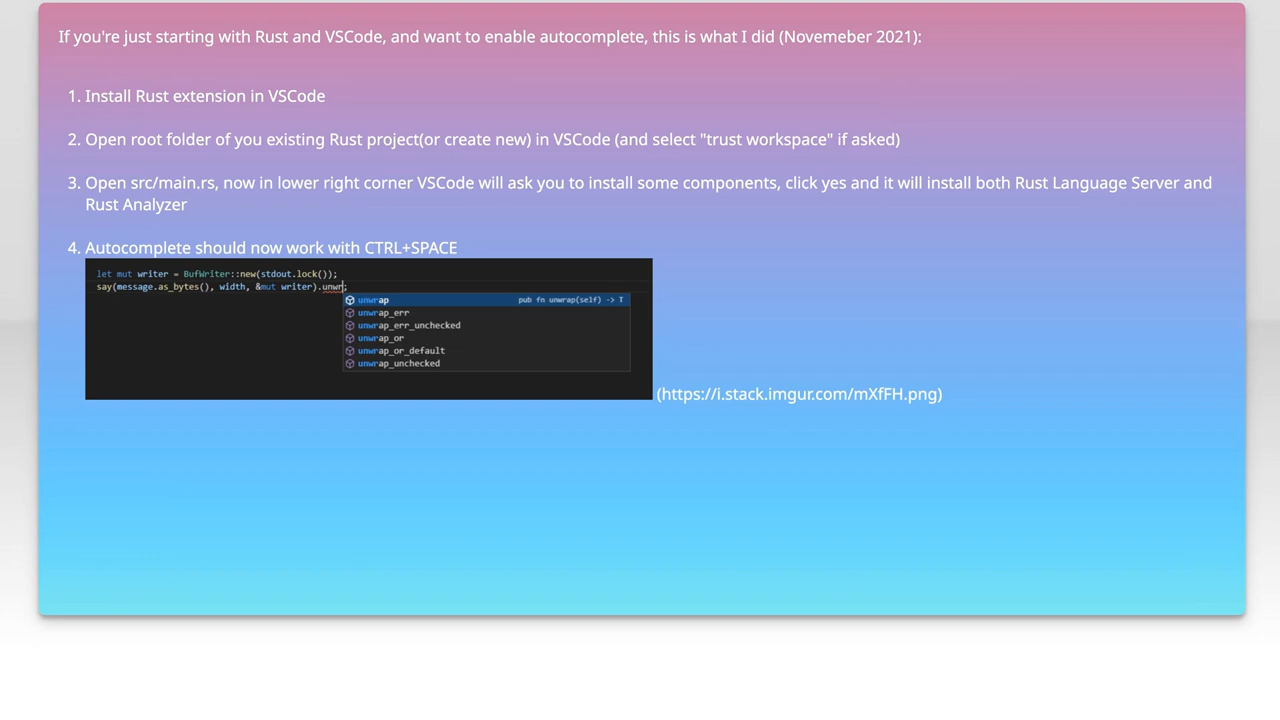 If you're just starting with Rust and VSCode, and want to enable autocomplete, this is what I did (Novemeber 2021):
1. Install Rust extension in VSCode
2. Open root folder of you existing Rust project(or create new) in VSCode (and select "trust workspace" if asked)
3. Open src/main.rs, now in lower right corner VSCode will ask you to install some components, click yes and it will install both Rust Language Server and
Rust Analyzer
4. Autocomplete should now work with CTRL+SPACE
let mut writer = BufWriter::new(stdout.lock());
say(message.as_bytes(), width, &mut writer).unwr;
unwrap pub fn unwrap(self) -> T
unwrap_err
unwrap_err_unchecked
unwrap_or
unwrap_or_default
unwrap_unchecked
(https://i.stack.imgur.com/mXfFH.png)